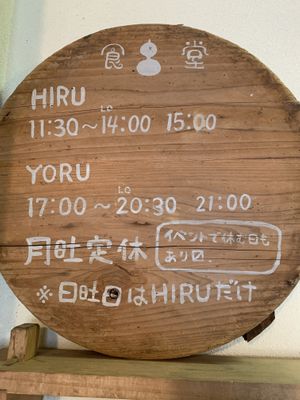 食堂
HIRU
LO
11:30〜14:00 15:00
YORU
LO
17:00〜20:30 21:00
月曜定休 イベントで休む日も
あり〼.
※日曜日はHIRUだけ